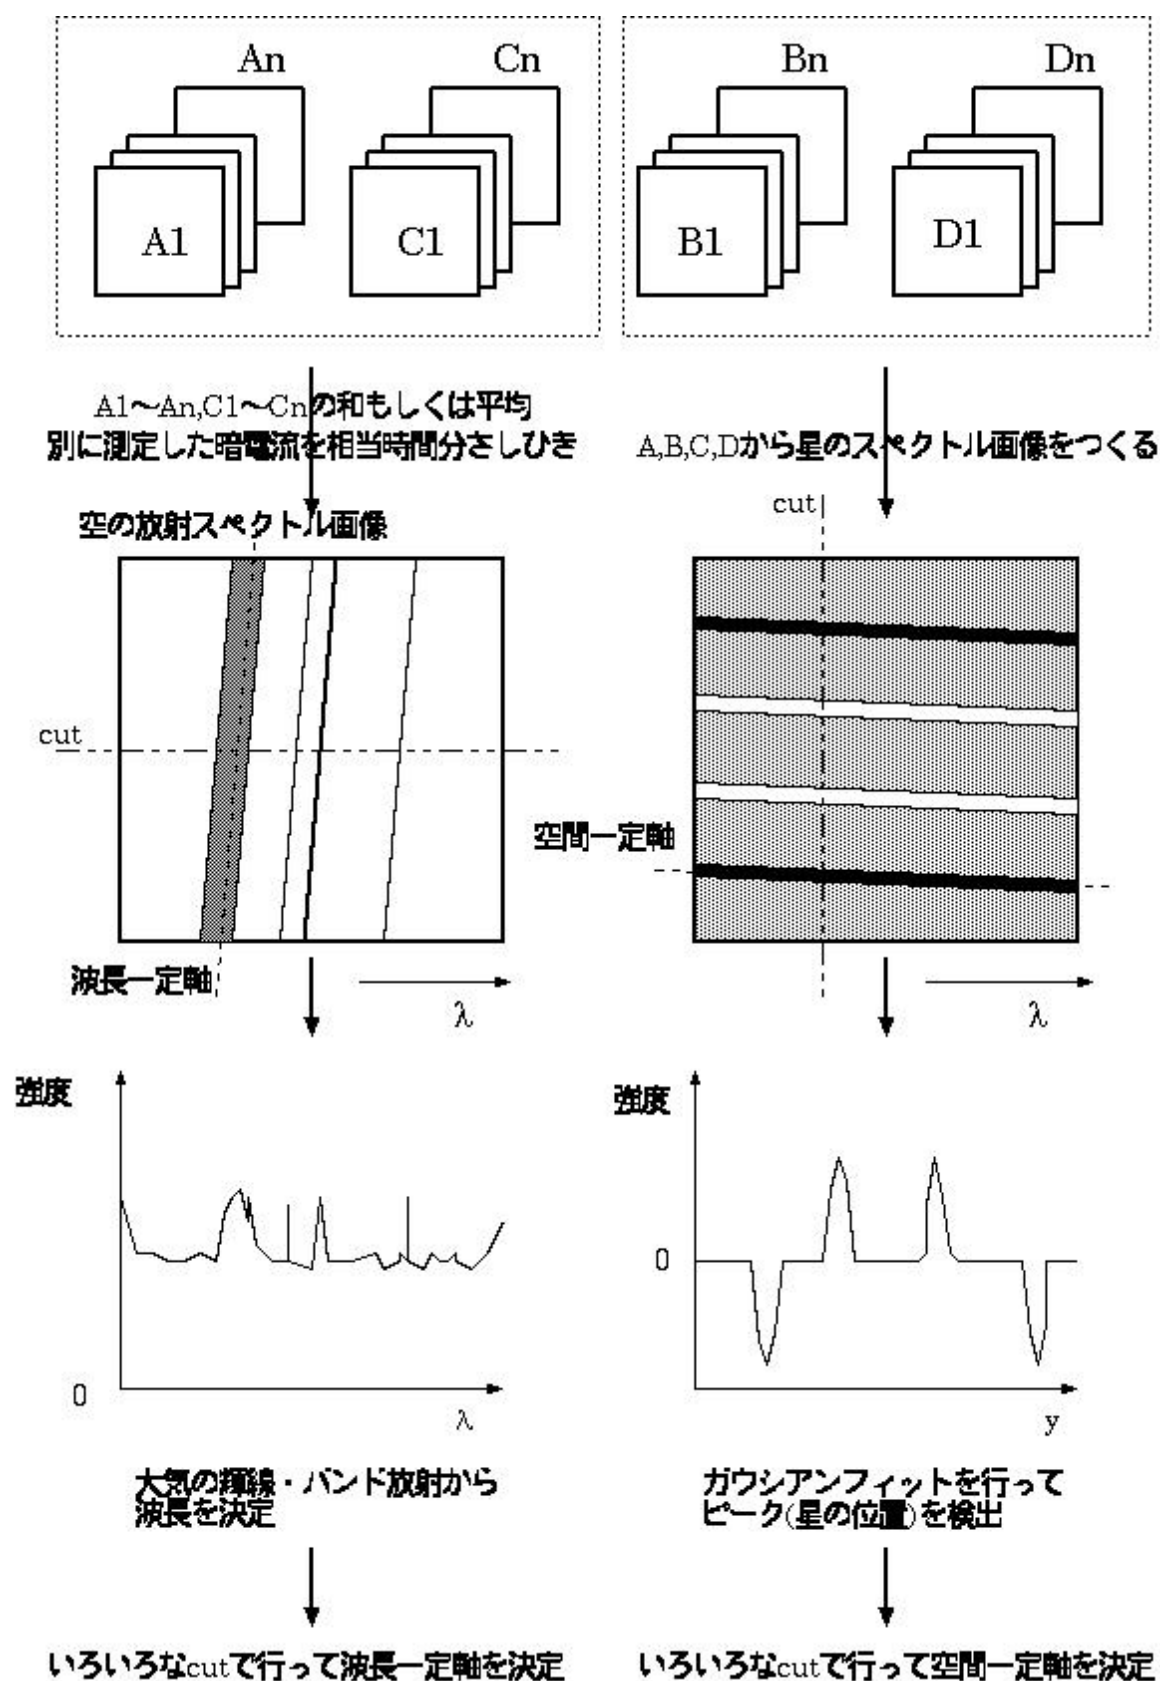 An
Cn
Bn
Dn
A1
C1
B1
D1
A1～An,C1～Cnの和もしくは平均
別に測定した暗電流を相当時間分さしひき
A,B,C,Dから星のスペクトル画像をつくる
空の放射スペクトル画像
cut
cut
空間一定軸
波長一定軸
λ
λ
強度
強度
0
0
λ
y
大気の輝線・バンド放射から
波長を決定
ガウシアンフィットを行って
ピーク(星の位置)を検出
いろいろなcutで行って波長一定軸を決定
いろいろなcutで行って空間一定軸を決定